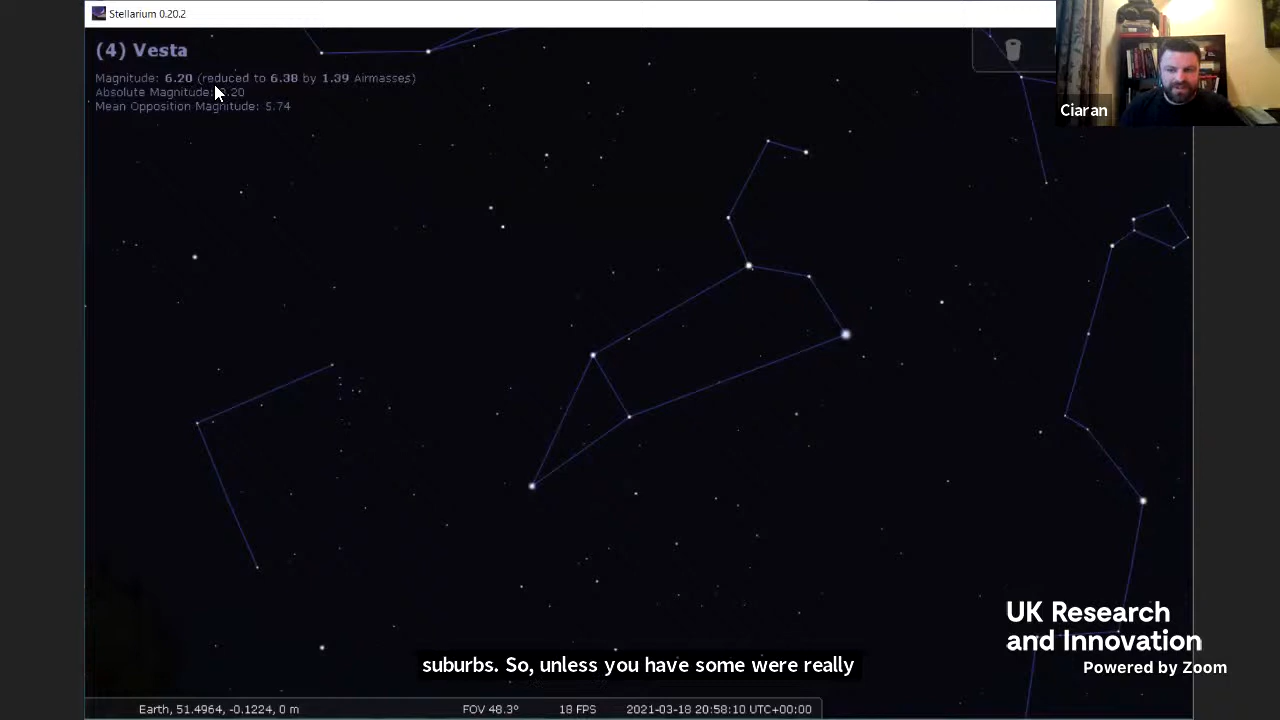 Stellarium 0.20.2
(4) Vesta
Magnitude: 6.20 (reduced to 6.38 by 1.39 Airmasses)
Absolute Magnitude: .20
Mean Opposition Magnitude: 5.74
Ciaran
UK Research
and Innovation
suburbs. So, unless you have some were really
Powered by Zoom
Earth, 51.4964, -0.1224, 0 m FOV 48.3° 18 FPS 2021-03-18 20:58:10 UTC+00:00